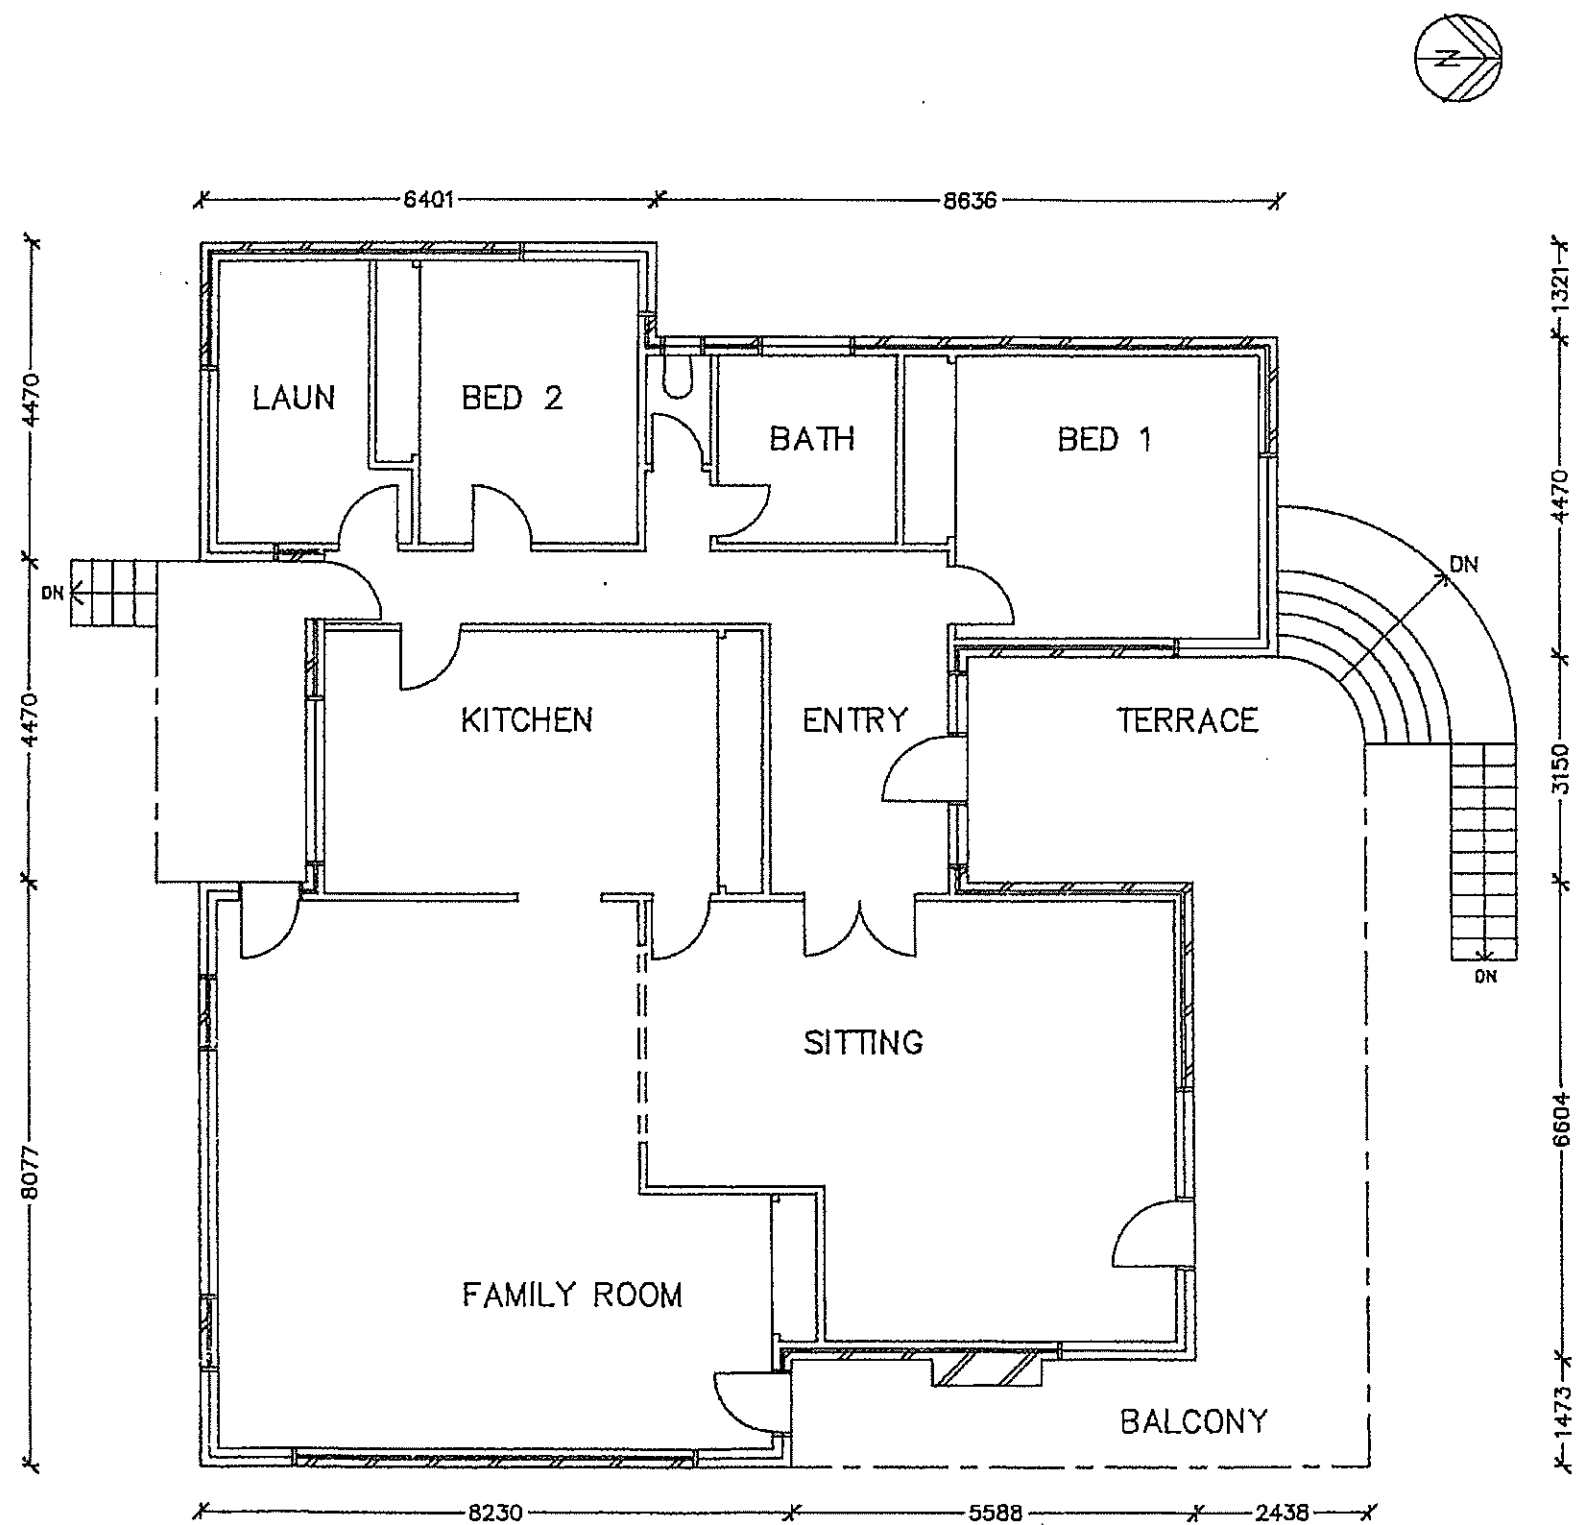 N
6401
8636
4470
1321
LAUN
BED 2
BATH
BED 1
4470
DN
DN
4470
KITCHEN
ENTRY
TERRACE
3150
DN
SITTING
8077
6604
FAMILY ROOM
BALCONY
1473
8230
5588
2438